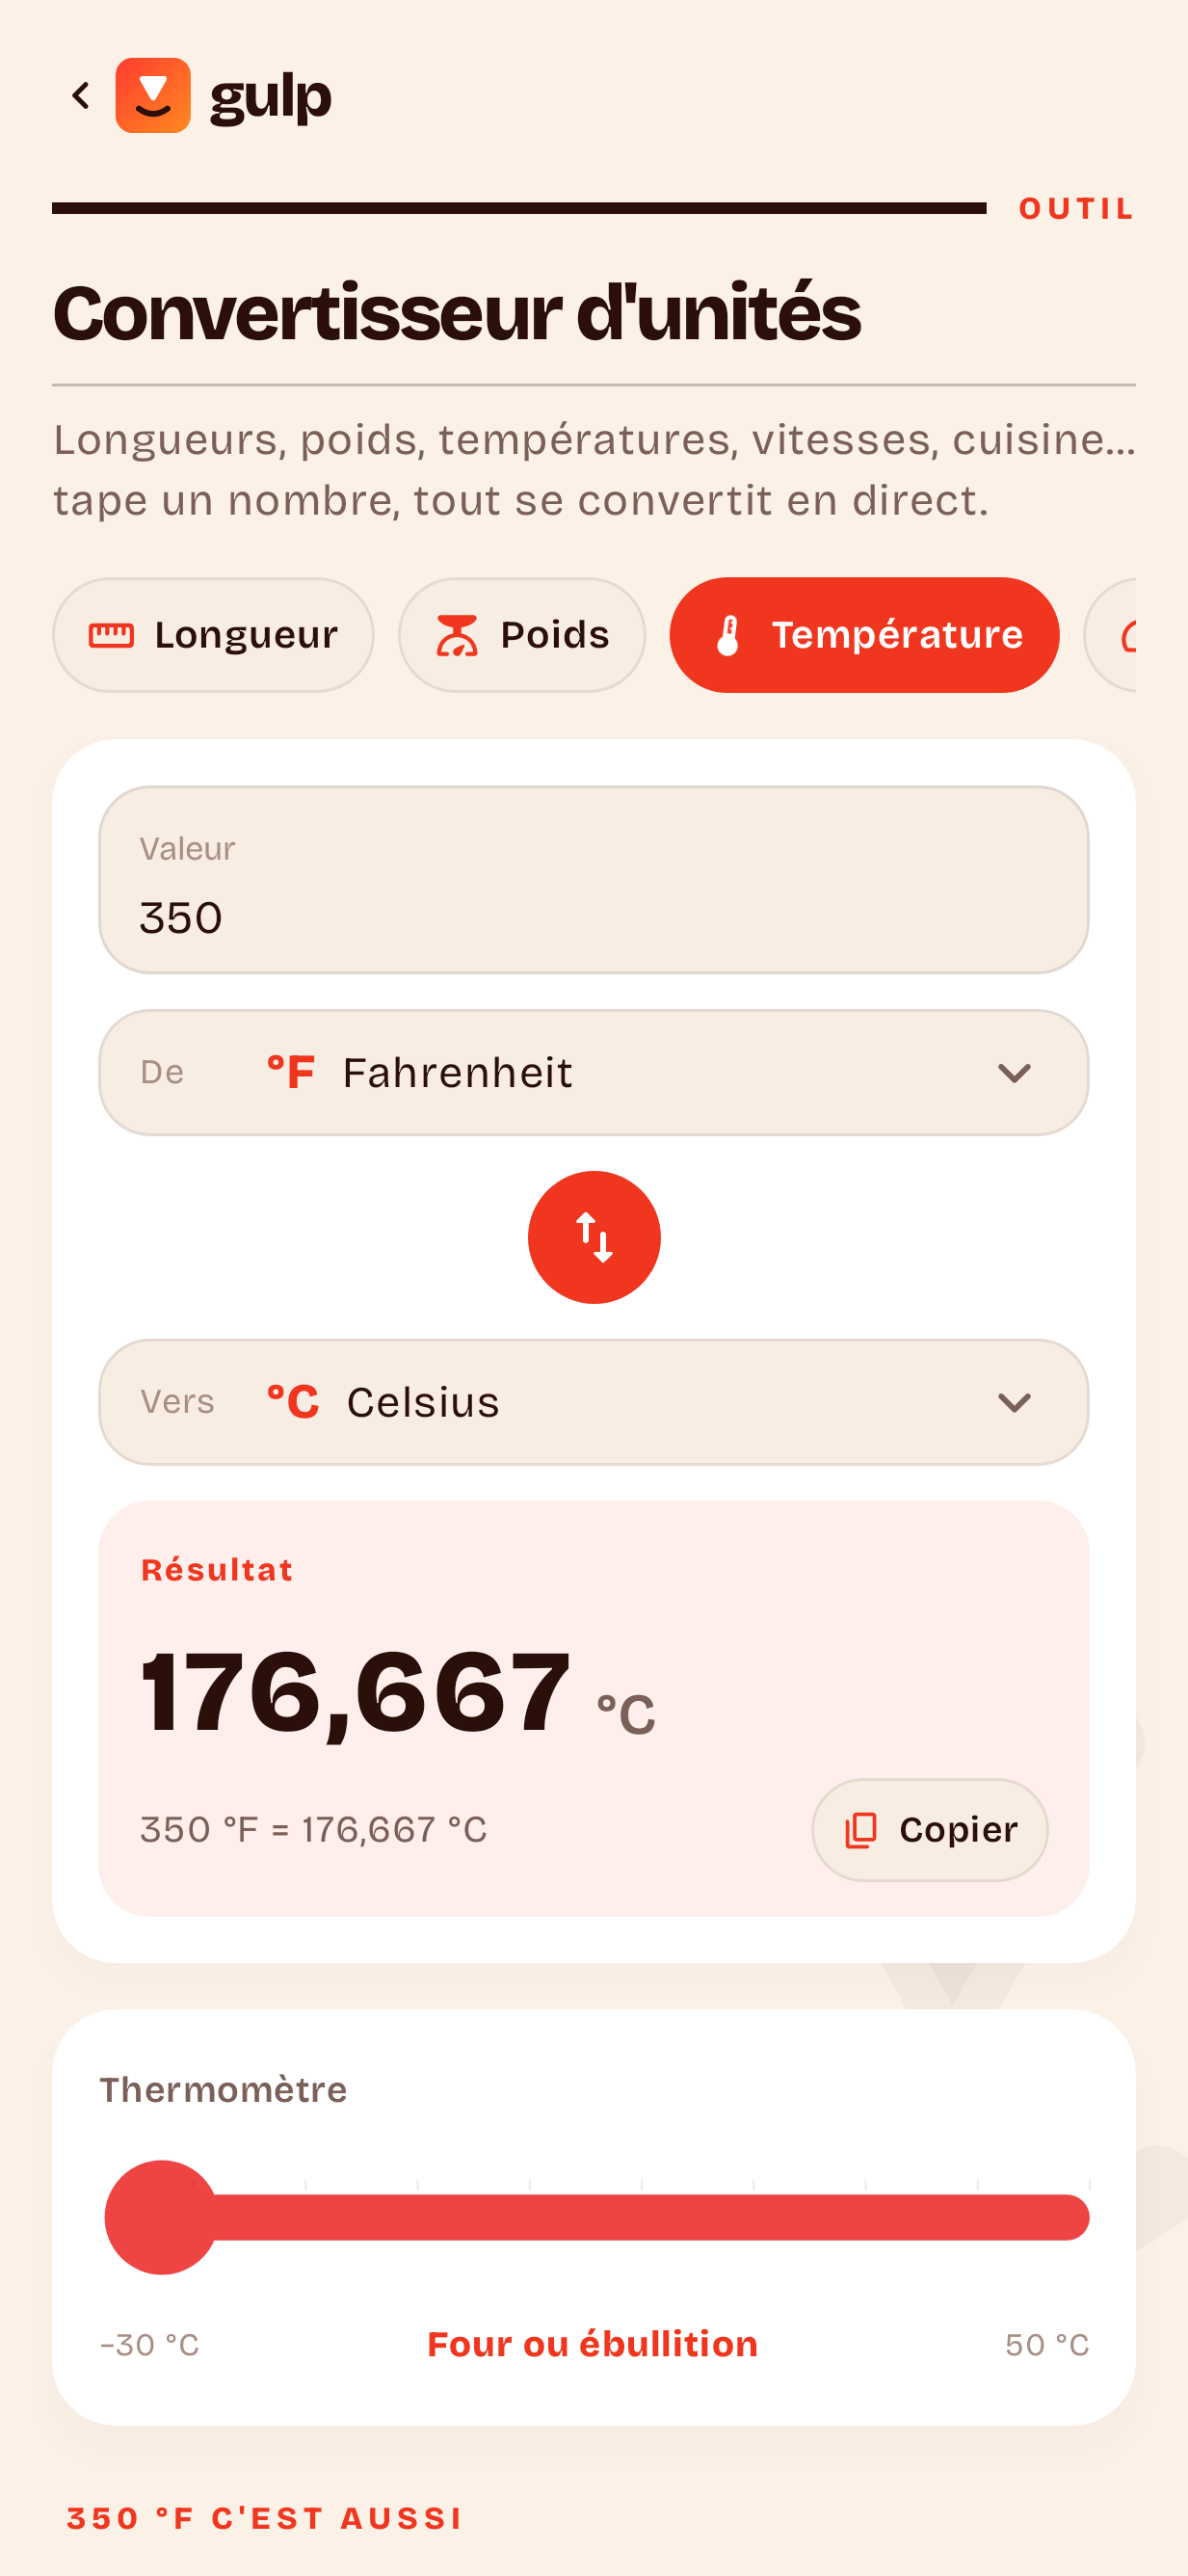 gulp
OUTIL
Convertisseur d'unités
Longueurs, poids, températures, vitesses, cuisine...
tape un nombre, tout se convertit en direct.
Longueur
Poids
Température
Valeur
350
De °F Fahrenheit
Vers °C Celsius
Résultat
176,667 °C
350 °F = 176,667 °C
Copier
Thermomètre
−30 °C
Four ou ébullition
50 °C
350 °F C'EST AUSSI